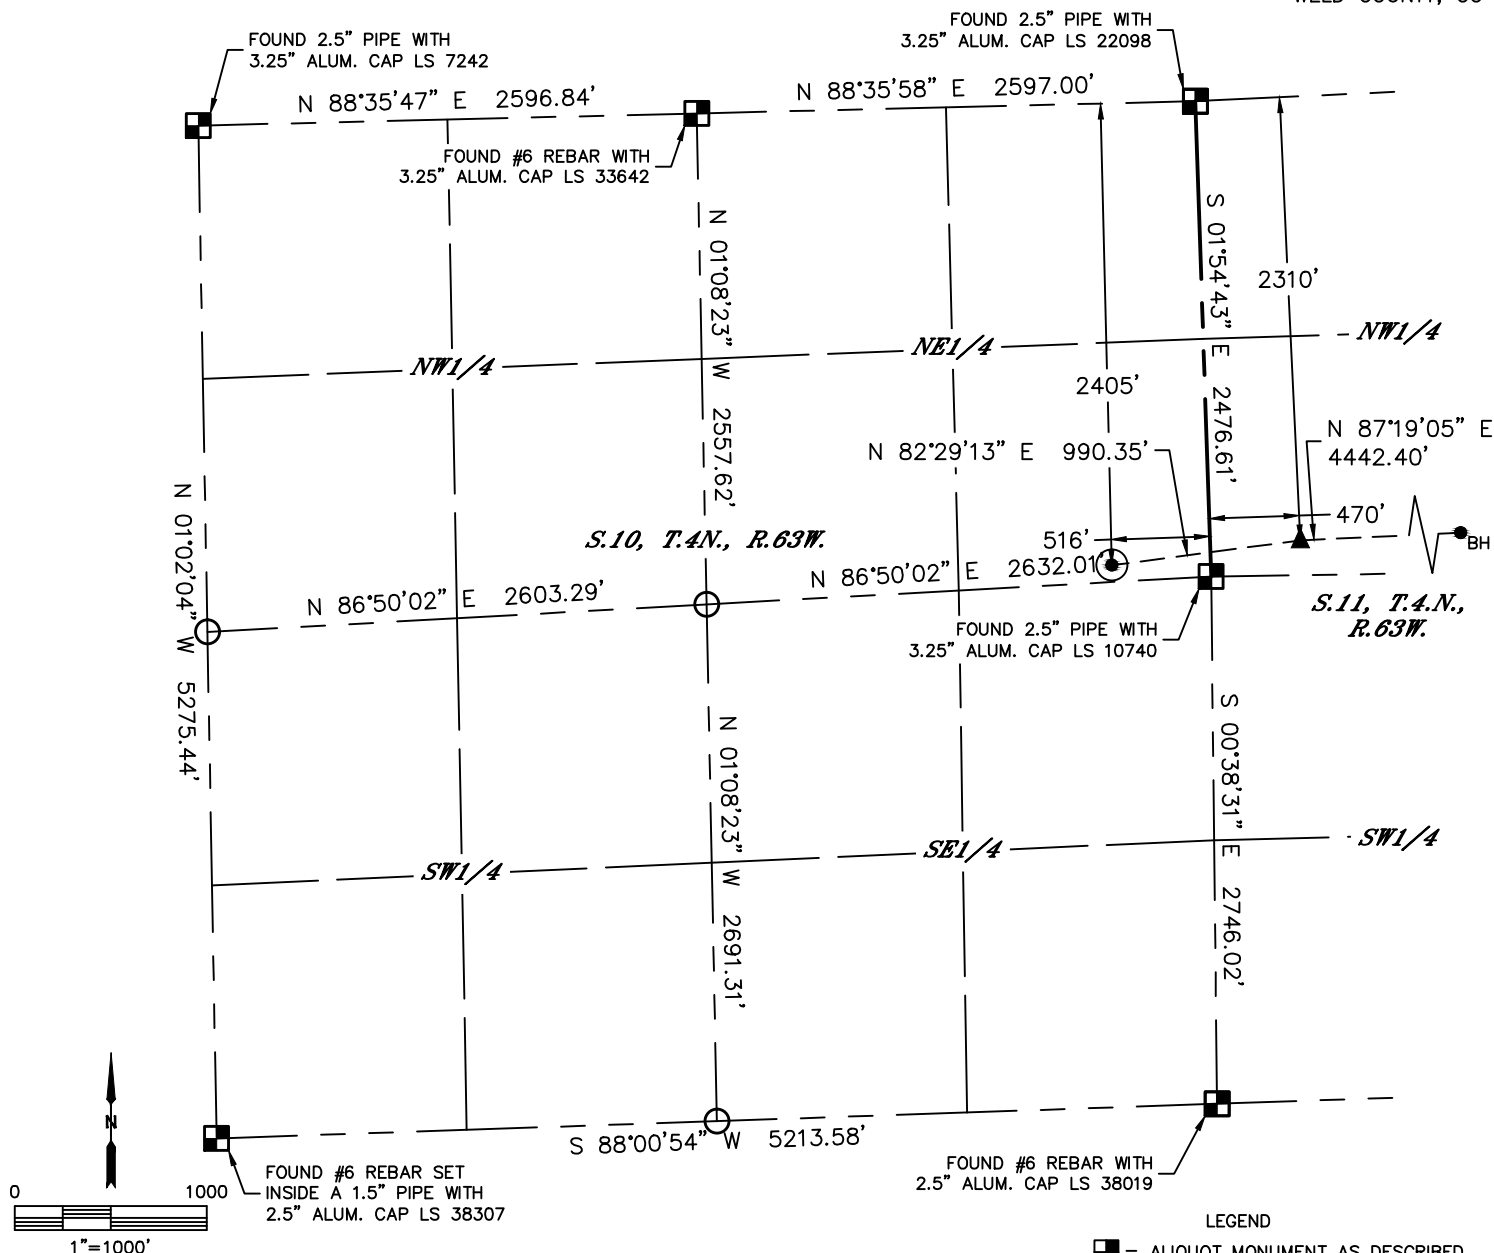 FOUND 2.5" PIPE WITH
3.25" ALUM. CAP LS 22098
FOUND 2.5" PIPE WITH
3.25" ALUM. CAP LS 7242
N 88°35'47" E 2596.84'
N 88°35'58" E 2597.00'
FOUND #6 REBAR WITH
3.25" ALUM. CAP LS 33642
N 01°08'23" W 2557.62'
S 01°54'43" E 2476.61'
2310'
NW1/4
NE1/4
NW1/4
2405'
N 82°29'13" E 990.35'
N 87°19'05" E
4442.40'
N 01°02'04" W 5275.44'
S.10, T.4N., R.63W.
516'
470'
BH
N 86°50'02" E 2603.29'
N 86°50'02" E 2632.01'
S.11, T.4.N.,
R.63W.
FOUND 2.5" PIPE WITH
3.25" ALUM. CAP LS 10740
N 01°08'23" W 2691.31'
S 00°38'31" E 2746.02'
SW1/4
SE1/4
SW1/4
N
S 88°00'54" W 5213.58'
FOUND #6 REBAR SET
INSIDE A 1.5" PIPE WITH
2.5" ALUM. CAP LS 38307
FOUND #6 REBAR WITH
2.5" ALUM. CAP LS 38019
0 1000
1"=1000'
LEGEND
= ALIQUOT MONUMENT AS DESCRIBED